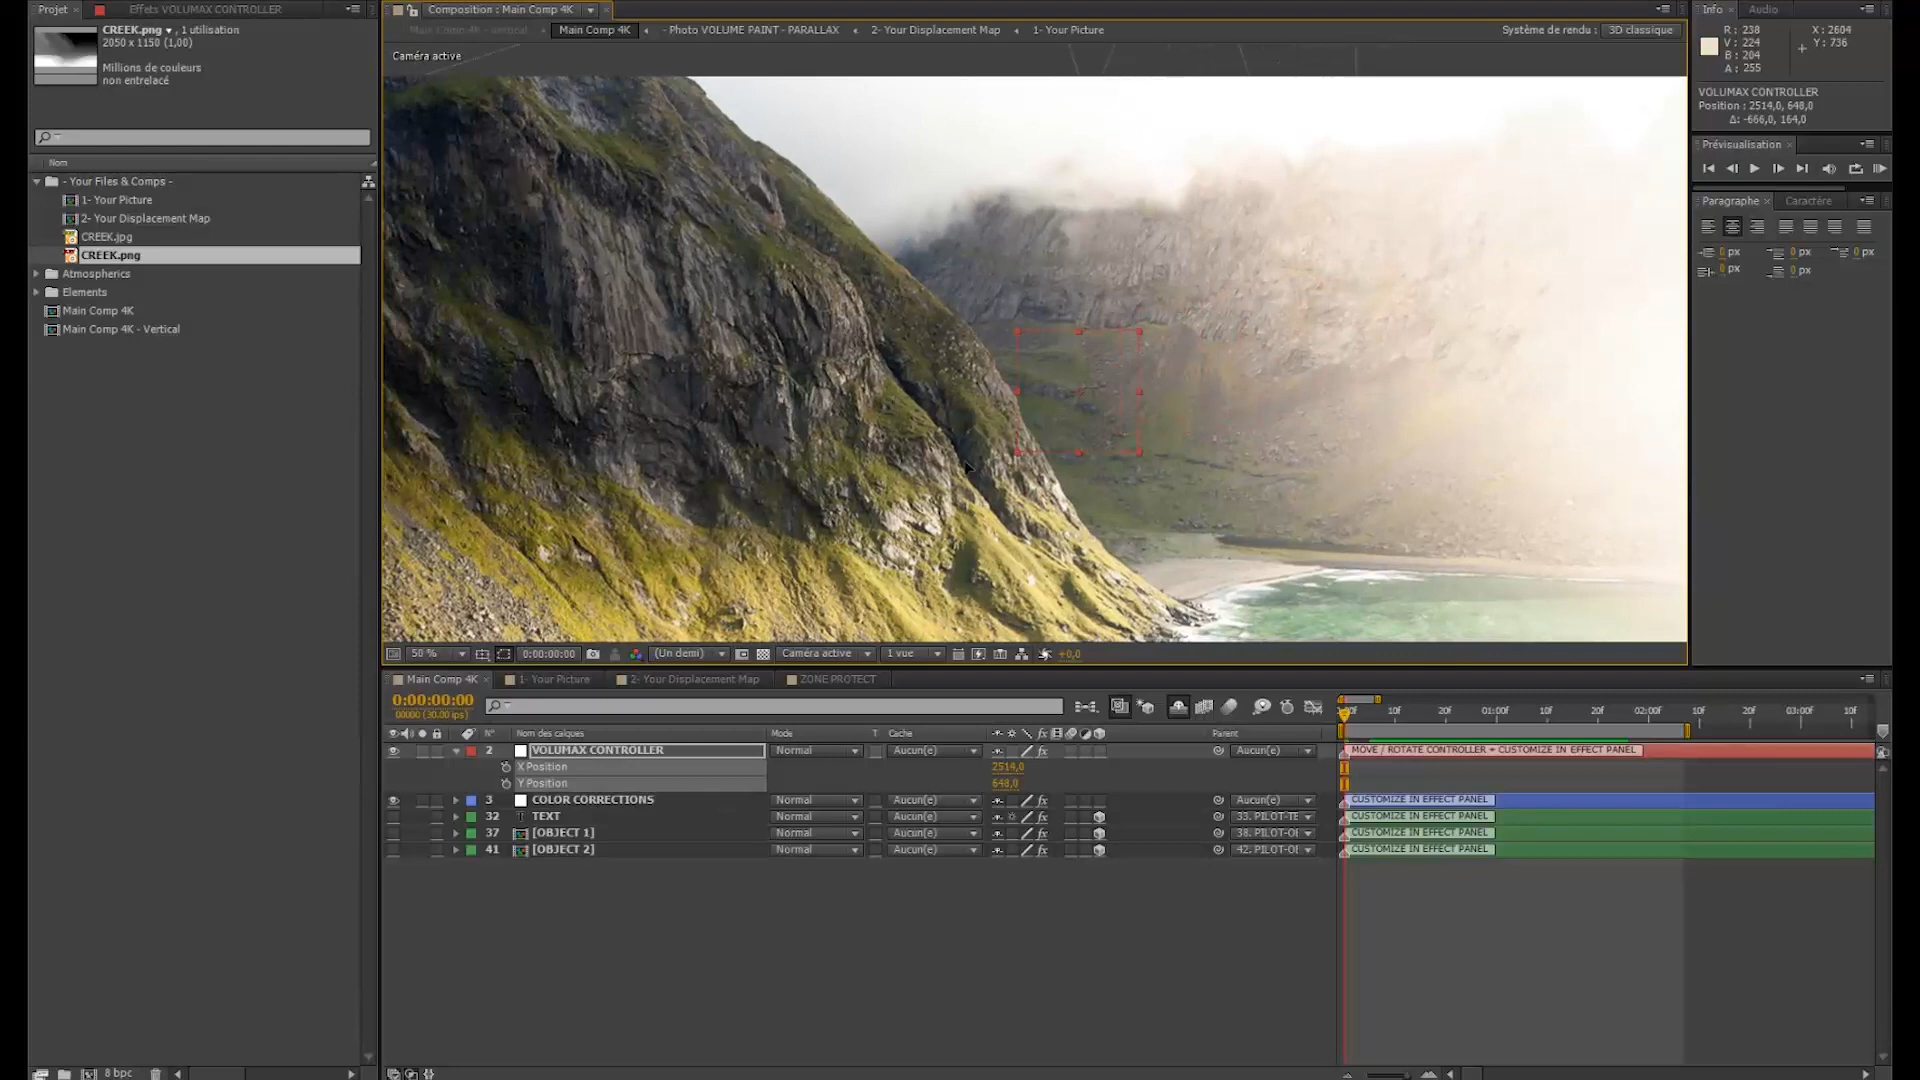 Projet
Effets VOLUMAX CONTROLLER
CREEK.png , 1 utilisation
2050 x 1150 (1,00)
Millions de couleurs
non entrelacé
Nom
- Your Files & Comps -
1- Your Picture
2- Your Displacement Map
CREEK.jpg
CREEK.png
Atmospherics
Elements
Main Comp 4K
Main Comp 4K - Vertical
8 bpc
Composition : Main Comp 4K
Main Comp 4K - Vertical
Main Comp 4K
- Photo VOLUME PAINT - PARALLAX
2- Your Displacement Map
1- Your Picture
Système de rendu :
3D classique
Caméra active
50 %
0:00:00:00
(Un demi)
Caméra active
1 vue
+0,0
Info
Audio
R : 238
V : 224
B : 204
A : 255
X : 2604
Y : 736
VOLUMAX CONTROLLER
Position : 2514,0, 648,0
Δ: -666,0, 164,0
Prévisualisation
Paragraphe
Caractère
0 px
0 px
0 px
0 px
0 px
Main Comp 4K
1- Your Picture
2- Your Displacement Map
ZONE PROTECT
0:00:00:00
00000 (30.00 ips)
N°
Nom des calques
Mode
T
Cache
Parent
10f
20f
01:00f
10f
20f
02:00f
10f
20f
03:00f
10f
2
VOLUMAX CONTROLLER
Normal
Aucun(e)
Aucun(e)
MOVE / ROTATE CONTROLLER + CUSTOMIZE IN EFFECT PANEL
X Position
2514,0
Y Position
648,0
3
COLOR CORRECTIONS
Normal
Aucun(e)
Aucun(e)
CUSTOMIZE IN EFFECT PANEL
32
T
TEXT
Normal
Aucun(e)
33. PILOT-TE
CUSTOMIZE IN EFFECT PANEL
37
[OBJECT 1]
Normal
Aucun(e)
38. PILOT-OI
CUSTOMIZE IN EFFECT PANEL
41
[OBJECT 2]
Normal
Aucun(e)
42. PILOT-OI
CUSTOMIZE IN EFFECT PANEL